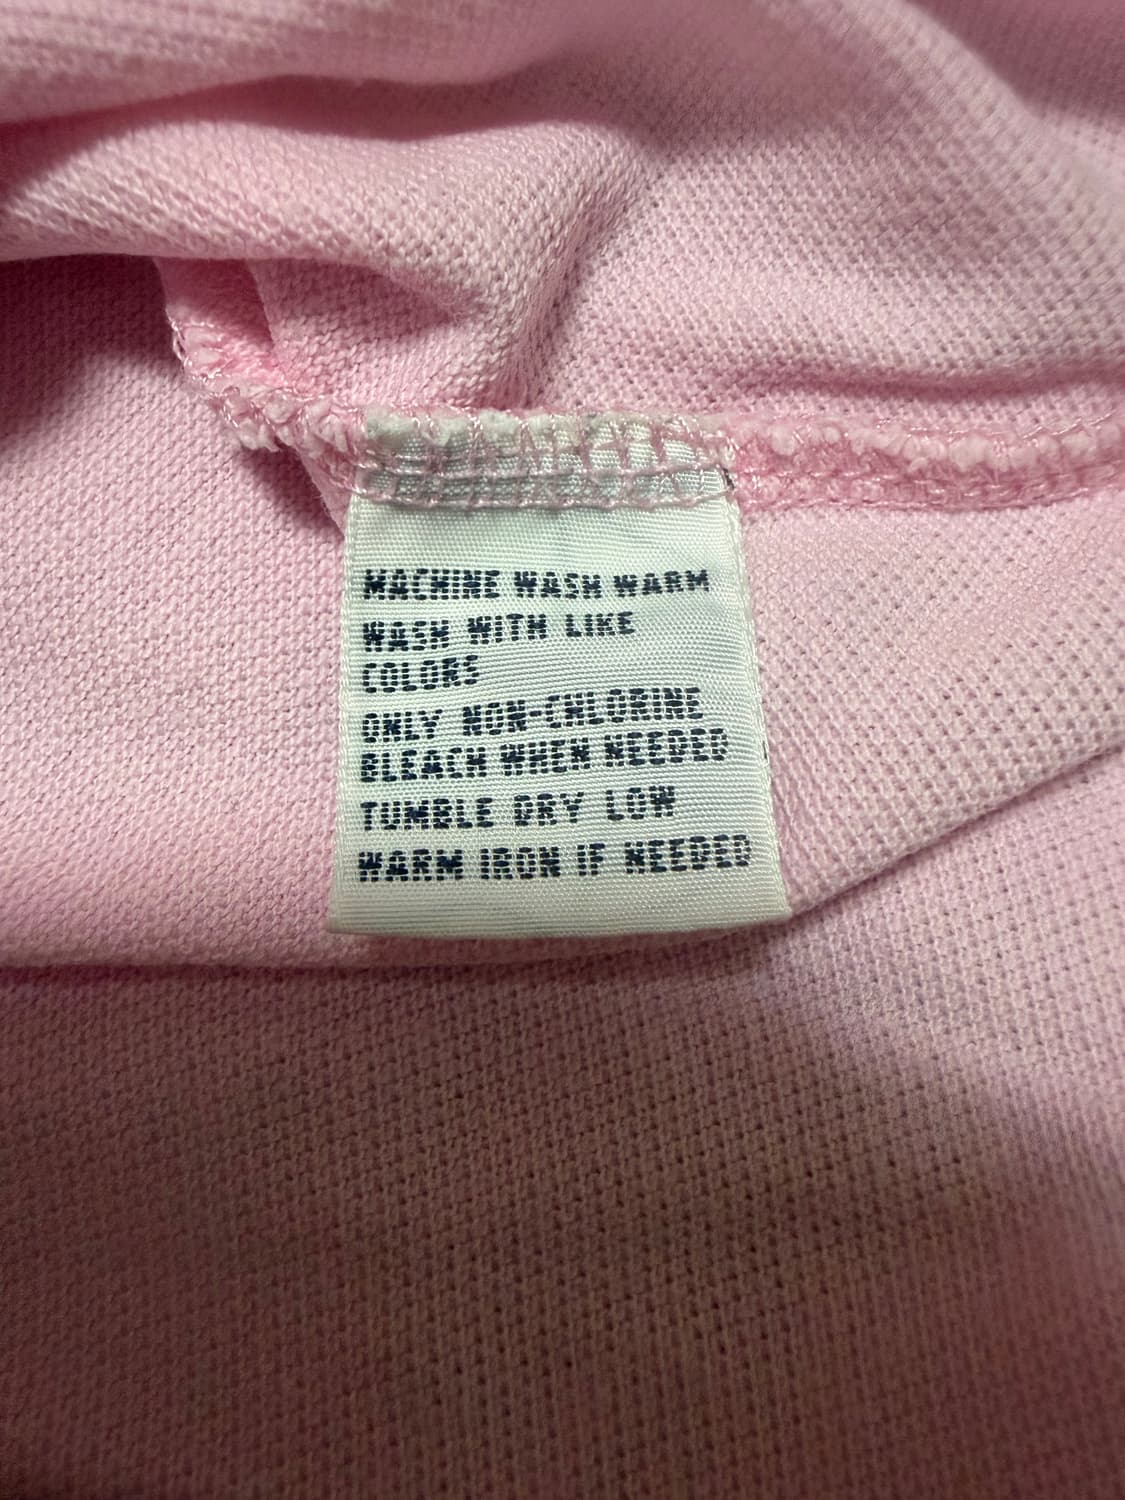 MACHINE WASH WARM
WASH WITH LIKE
COLORS
ONLY NON-CHLORINE
BLEACH WHEN NEEDED
TUMBLE DRY LOW
WARM IRON IF NEEDED